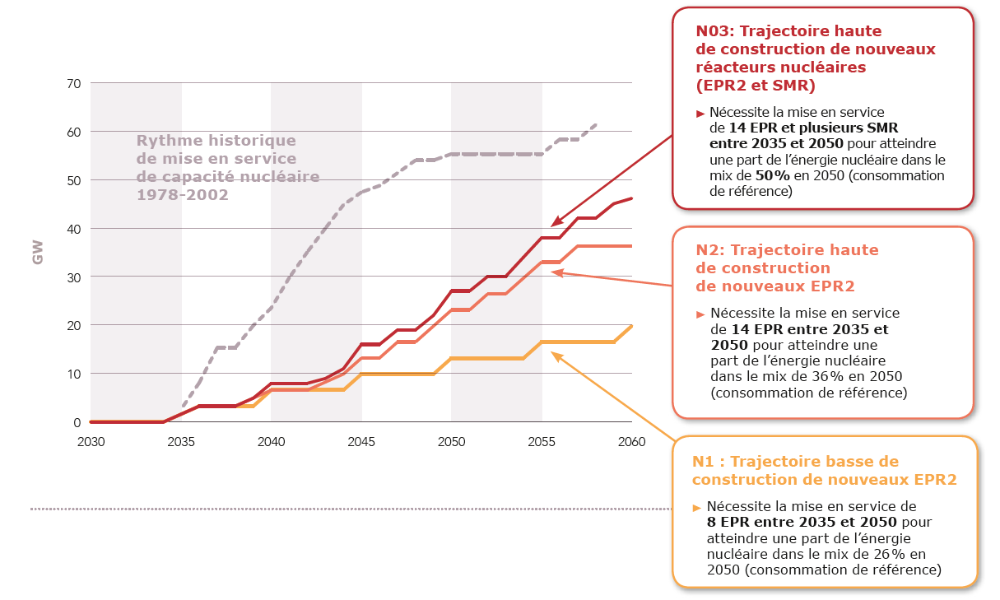 N03: Trajectoire haute
de construction de nouveaux
réacteurs nucléaires
(EPR2 et SMR)
► Nécessite la mise en service
de 14 EPR et plusieurs SMR
entre 2035 et 2050 pour atteindre
une part de l’énergie nucléaire dans le
mix de 50 % en 2050 (consommation
de référence)
70
60
50
40
30
20
10
0
GW
Rythme historique
de mise en service
de capacité nucléaire
1978-2002
2030 2035 2040 2045 2050 2055 2060
N2: Trajectoire haute
de construction
de nouveaux EPR2
► Nécessite la mise en service
de 14 EPR entre 2035 et
2050 pour atteindre une
part de l’énergie nucléaire
dans le mix de 36 % en 2050
(consommation de référence)
N1 : Trajectoire basse de
construction de nouveaux EPR2
► Nécessite la mise en service de
8 EPR entre 2035 et 2050 pour
atteindre une part de l’énergie
nucléaire dans le mix de 26 % en
2050 (consommation de référence)